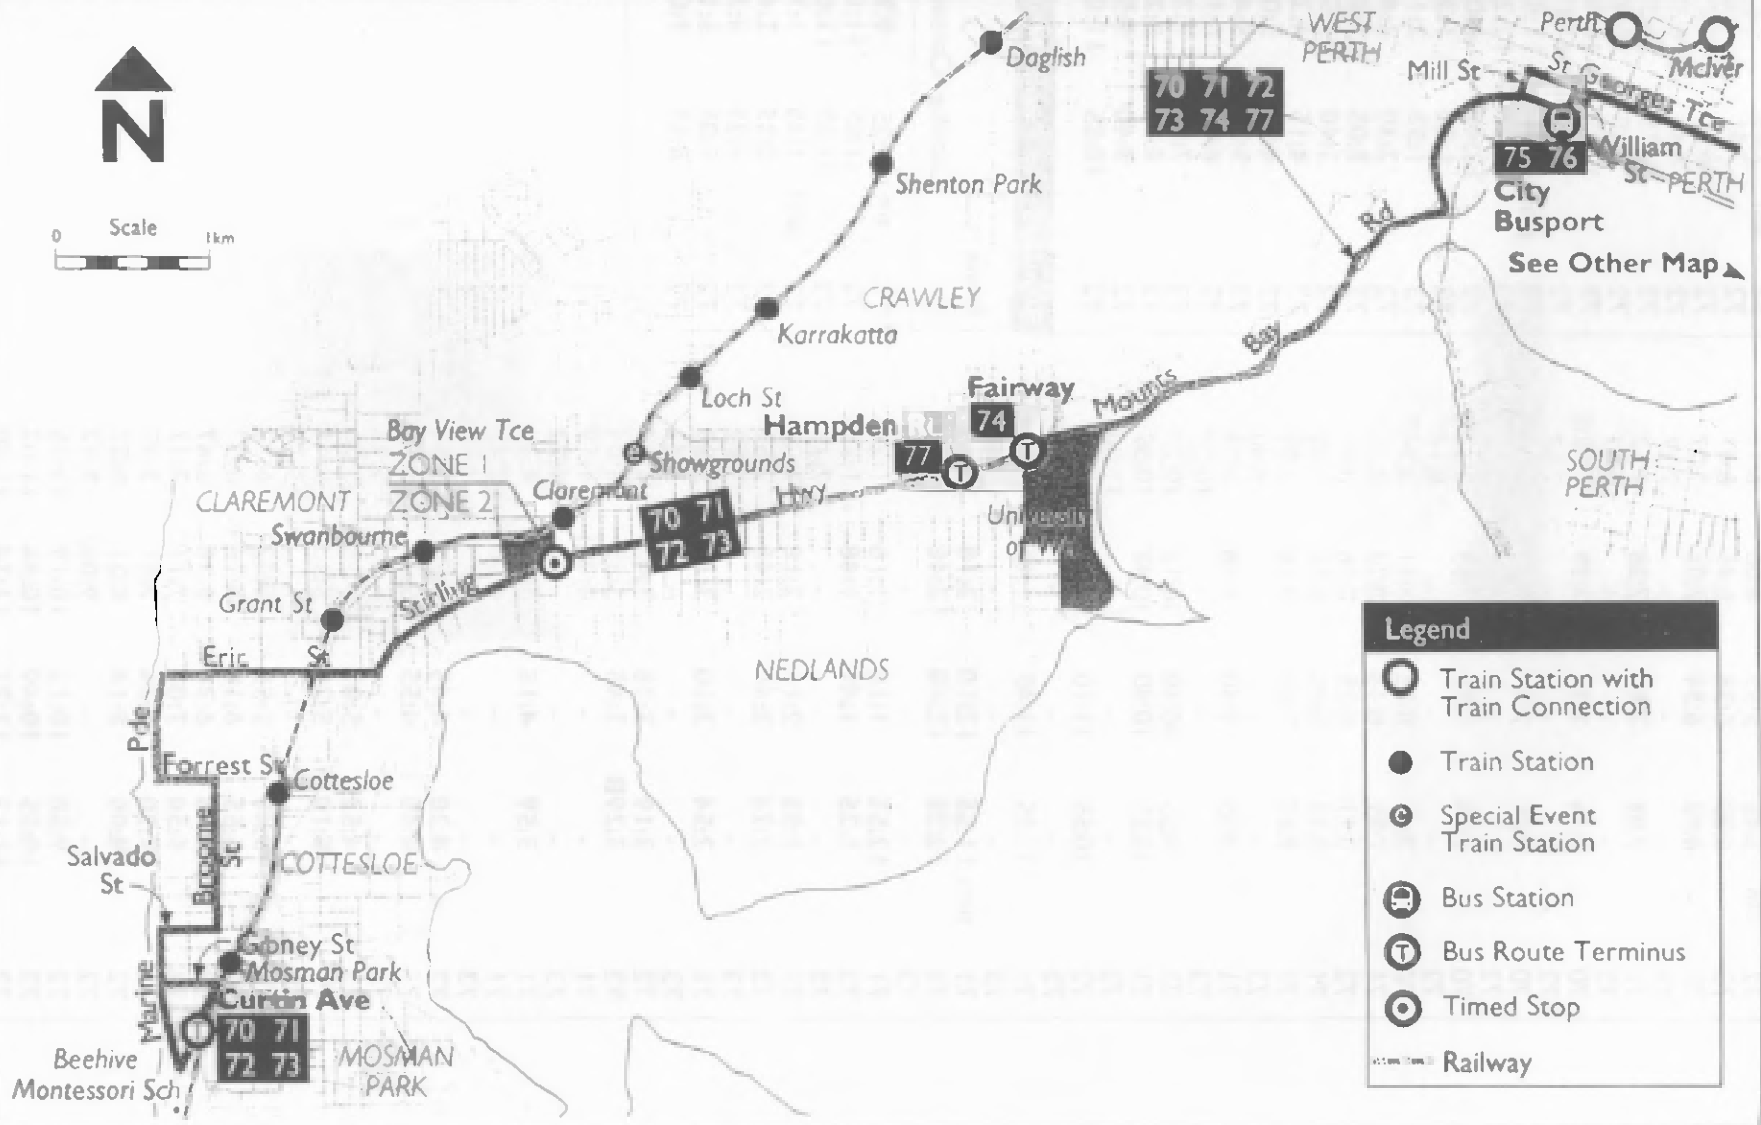 N
Scale
0 1km
Daglish
Shenton Park
Karrakatta
Loch St
Showgrounds
Claremont
Swanbourne
Grant St
Cottesloe
Mosman Park
WEST
PERTH
Perth
McIver
Mill St
St Georges Tce
William
St
PERTH
70 71 72
73 74 77
75 76
City
Busport
See Other Map
CRAWLEY
Mounts Bay Rd
Fairway
74
Hampden
77
Bay View Tce
ZONE 1
ZONE 2
CLAREMONT
70 71
72 73
Stirling Hwy
University
of WA
SOUTH
PERTH
NEDLANDS
Eric St
Pde
Forrest St
Broome
St
Salvado
St
COTTESLOE
Gibney St
Marine
Curtin Ave
70 71
72 73
Beehive
Montessori Sch
MOSMAN
PARK
Legend
Train Station with
Train Connection
Train Station
C
Special Event
Train Station
Bus Station
T Bus Route Terminus
Timed Stop
Railway